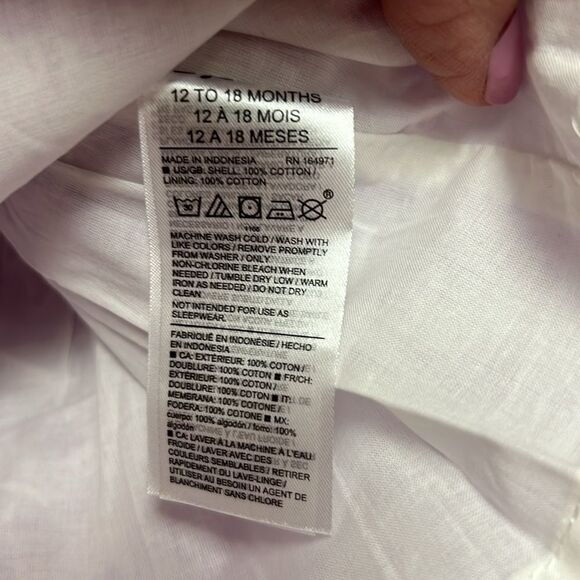 12 TO 18 MONTHS
12 À 18 MOIS
12 A 18 MESES
MADE IN INDONESIA RN 164971
■ US/GB: SHELL: 100% COTTON /
LINING: 100% COTTON
®
MACHINE WASH COLD / WASH WITH
LIKE COLORS / REMOVE PROMPTLY
FROM WASHER / ONLY
NON-CHLORINE BLEACH WHEN
NEEDED / TUMBLE DRY LOW / WARM
IRON AS NEEDED / DO NOT DRY
CLEAN
NOT INTENDED FOR USE AS
SLEEPWEAR.
FABRIQUÉ EN INDONÉSIE / HECHO
EN INDONESIA
■ CA: EXTÉRIEUR: 100% COTON /
DOUBLURE: 100% COTON ■ FR/CH:
EXTÉRIEUR: 100% COTON /
DOUBLURE: 100% COTON ■ IT:
MEMBRANA: 100% COTONE /
FODERA: 100% COTONE ■ MX:
cuerpo: 100% algodón / forro: 100%
algodón
■ CA: LAVER À LA MACHINE À L'EAU
FROIDE / LAVER AVEC DES
COULEURS SEMBLABLES / RETIRER
RAPIDEMENT DU LAVE-LINGE /
UTILISER AU BESOIN UN AGENT DE
BLANCHIMENT SANS CHLORE